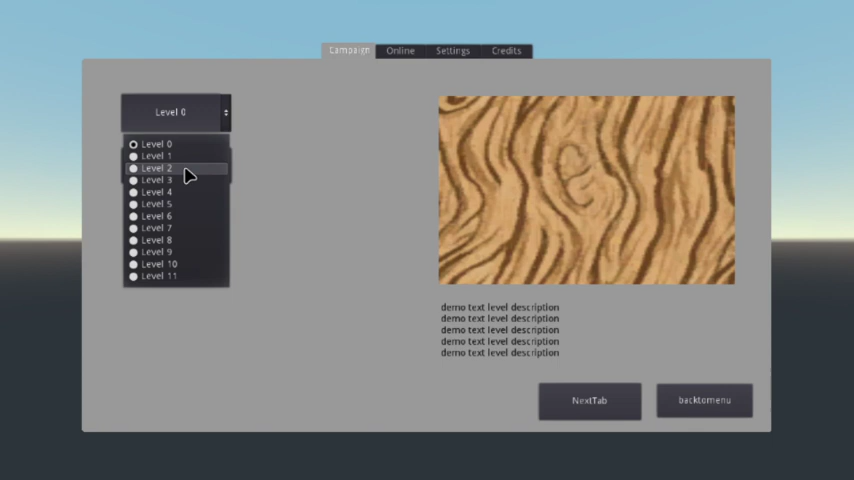 Campaign Online Settings Credits
Level 0
Level 0
Level 1
Level 2
Level 3
Level 4
Level 5
Level 6
Level 7
Level 8
Level 9
Level 10
Level 11
demo text level description
demo text level description
demo text level description
demo text level description
demo text level description
NextTab backtomenu